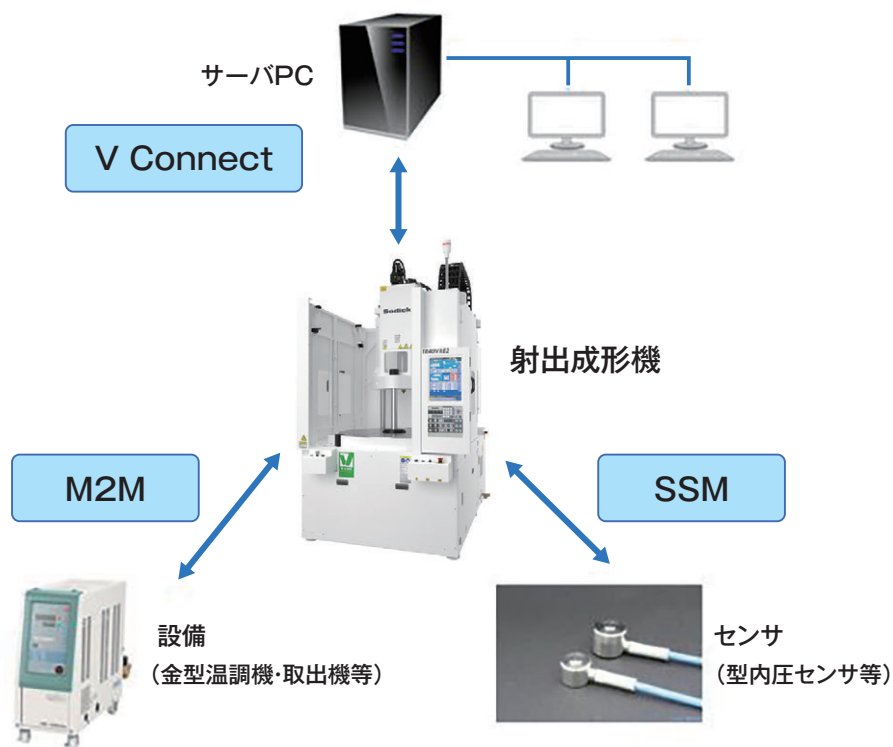 サーバPC
V Connect
Sodick
射出成形機
M2M
SSM
設備
（金型温調機・取出機等）
センサ
（型内圧センサ等）